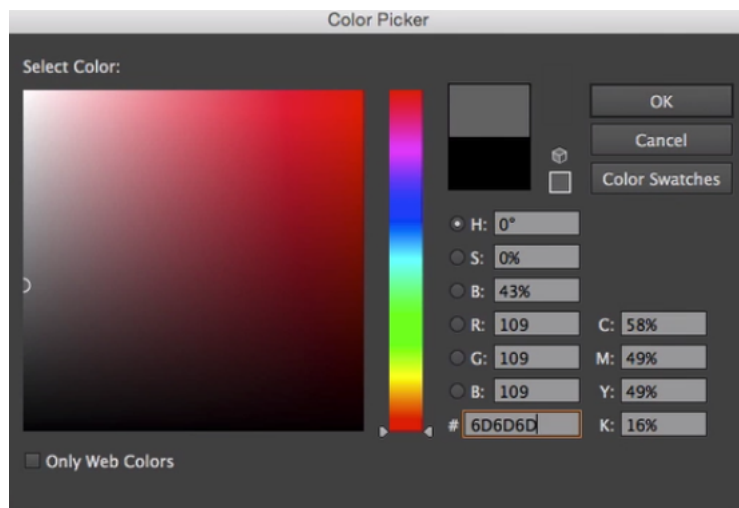 Color Picker
Select Color:
OK
Cancel
Color Swatches
H: 0°
S: 0%
B: 43%
R: 109
C: 58%
G: 109
M: 49%
B: 109
Y: 49%
# 6D6D6D
K: 16%
Only Web Colors